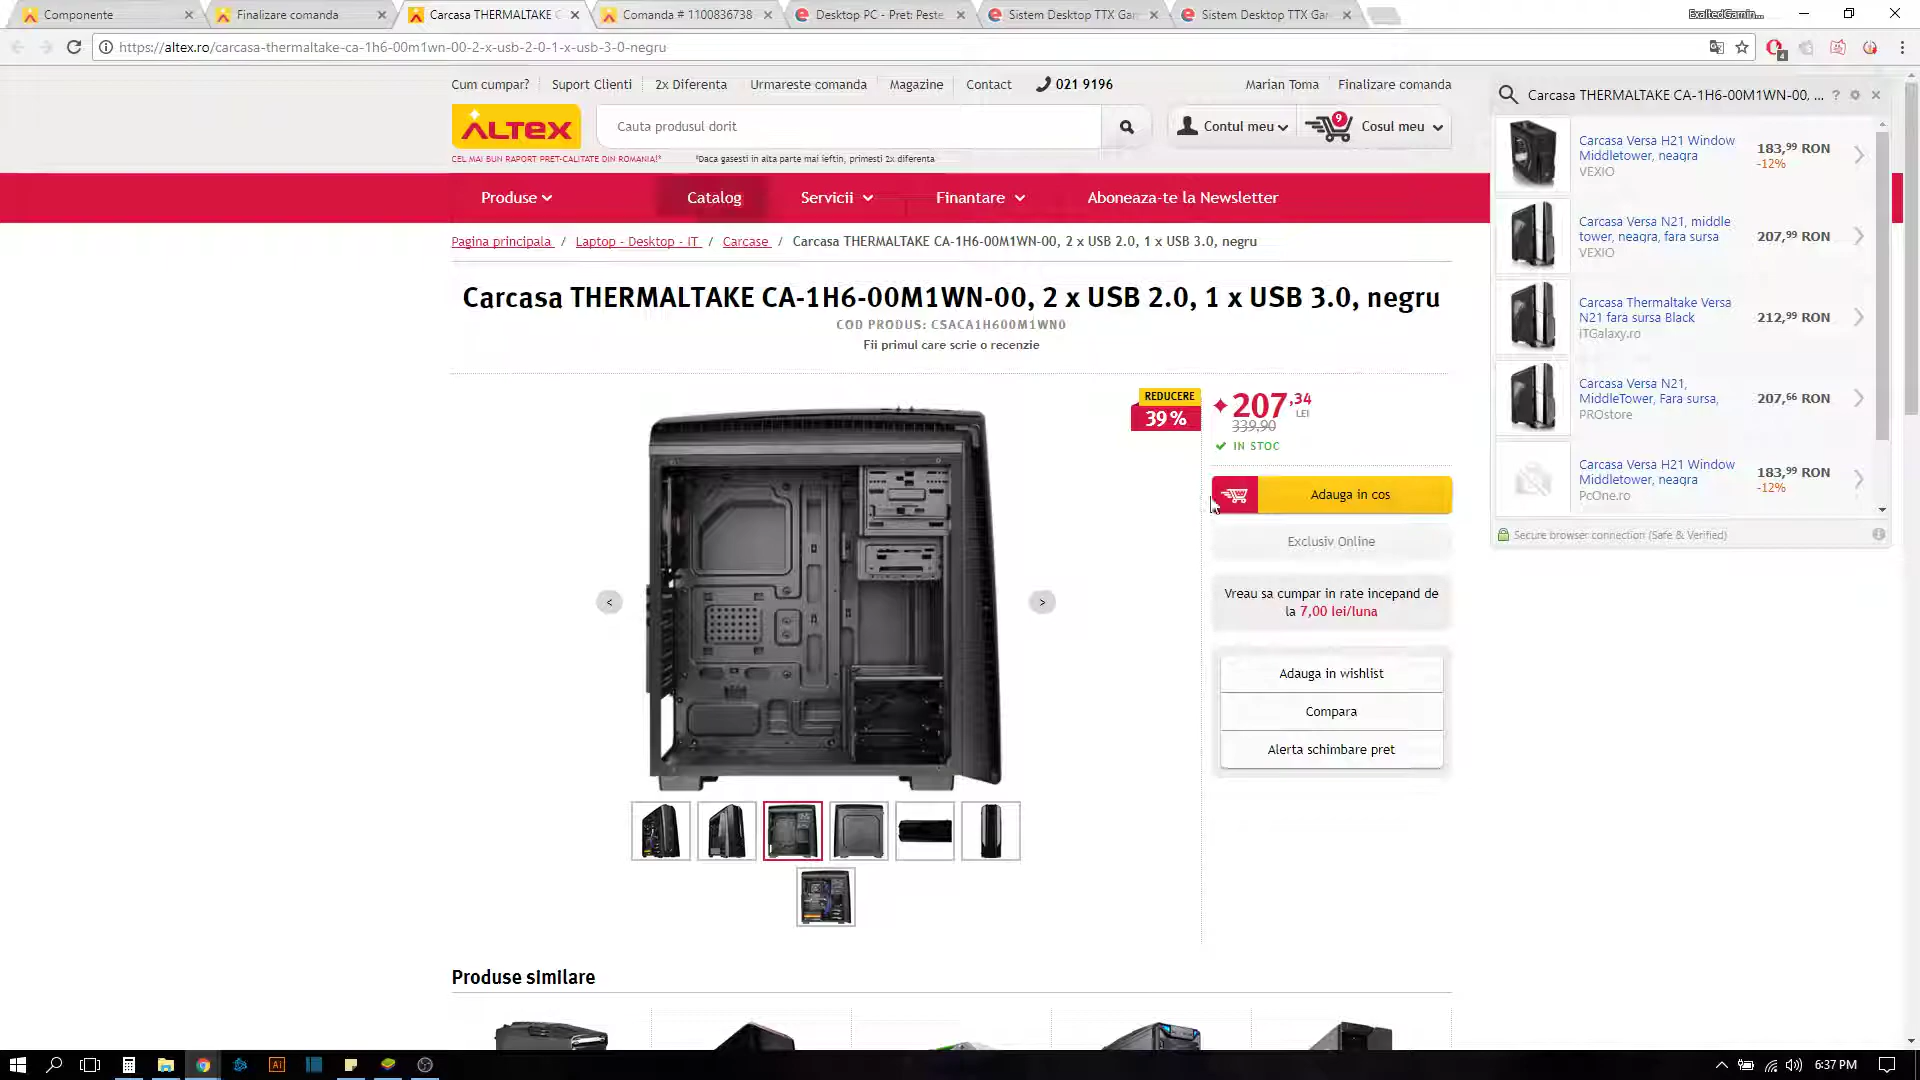 Componente
Finalizare comanda
Carcasa THERMALTAKE C
Comanda # 1100836738
Desktop PC - Pret: Peste
Sistem Desktop TTX Gar
Sistem Desktop TTX Gar
ExaltedGamin...
https://altex.ro/carcasa-thermaltake-ca-1h6-00m1wn-00-2-x-usb-2-0-1-x-usb-3-0-negru
4
Cum cumpar?
Suport Clienti
2x Diferenta
Urmareste comanda
Magazine
Contact
021 9196
Marian Toma
Finalizare comanda
ALTEX
Cauta produsul dorit
Contul meu
9
Cosul meu
CEL MAI BUN RAPORT PRET-CALITATE DIN ROMANIA!*
*Daca gasesti in alta parte mai ieftin, primesti 2x diferenta
Produse
Catalog
Servicii
Finantare
Aboneaza-te la Newsletter
Pagina principala / Laptop - Desktop - IT / Carcase / Carcasa THERMALTAKE CA-1H6-00M1WN-00, 2 x USB 2.0, 1 x USB 3.0, negru
Carcasa THERMALTAKE CA-1H6-00M1WN-00, 2 x USB 2.0, 1 x USB 3.0, negru
COD PRODUS: CSACA1H600M1WN0
Fii primul care scrie o recenzie
REDUCERE
39 %
207,34
LEI
339,90
IN STOC
Adauga in cos
Exclusiv Online
Vreau sa cumpar in rate incepand de
la 7,00 lei/luna
Adauga in wishlist
Compara
Alerta schimbare pret
<
>
Produse similare
Carcasa THERMALTAKE CA-1H6-00M1WN-00, ...
?
Carcasa Versa H21 Window
Middletower, neagra
VEXIO
183,99 RON
-12%
Carcasa Versa N21, middle
tower, neagra, fara sursa
VEXIO
207,99 RON
Carcasa Thermaltake Versa
N21 fara sursa Black
iTGalaxy.ro
212,99 RON
Carcasa Versa N21,
MiddleTower, Fara sursa,
PROstore
207,66 RON
Carcasa Versa H21 Window
Middletower, neagra
PcOne.ro
183,99 RON
-12%
Secure browser connection (Safe & Verified)
Ai
6:37 PM